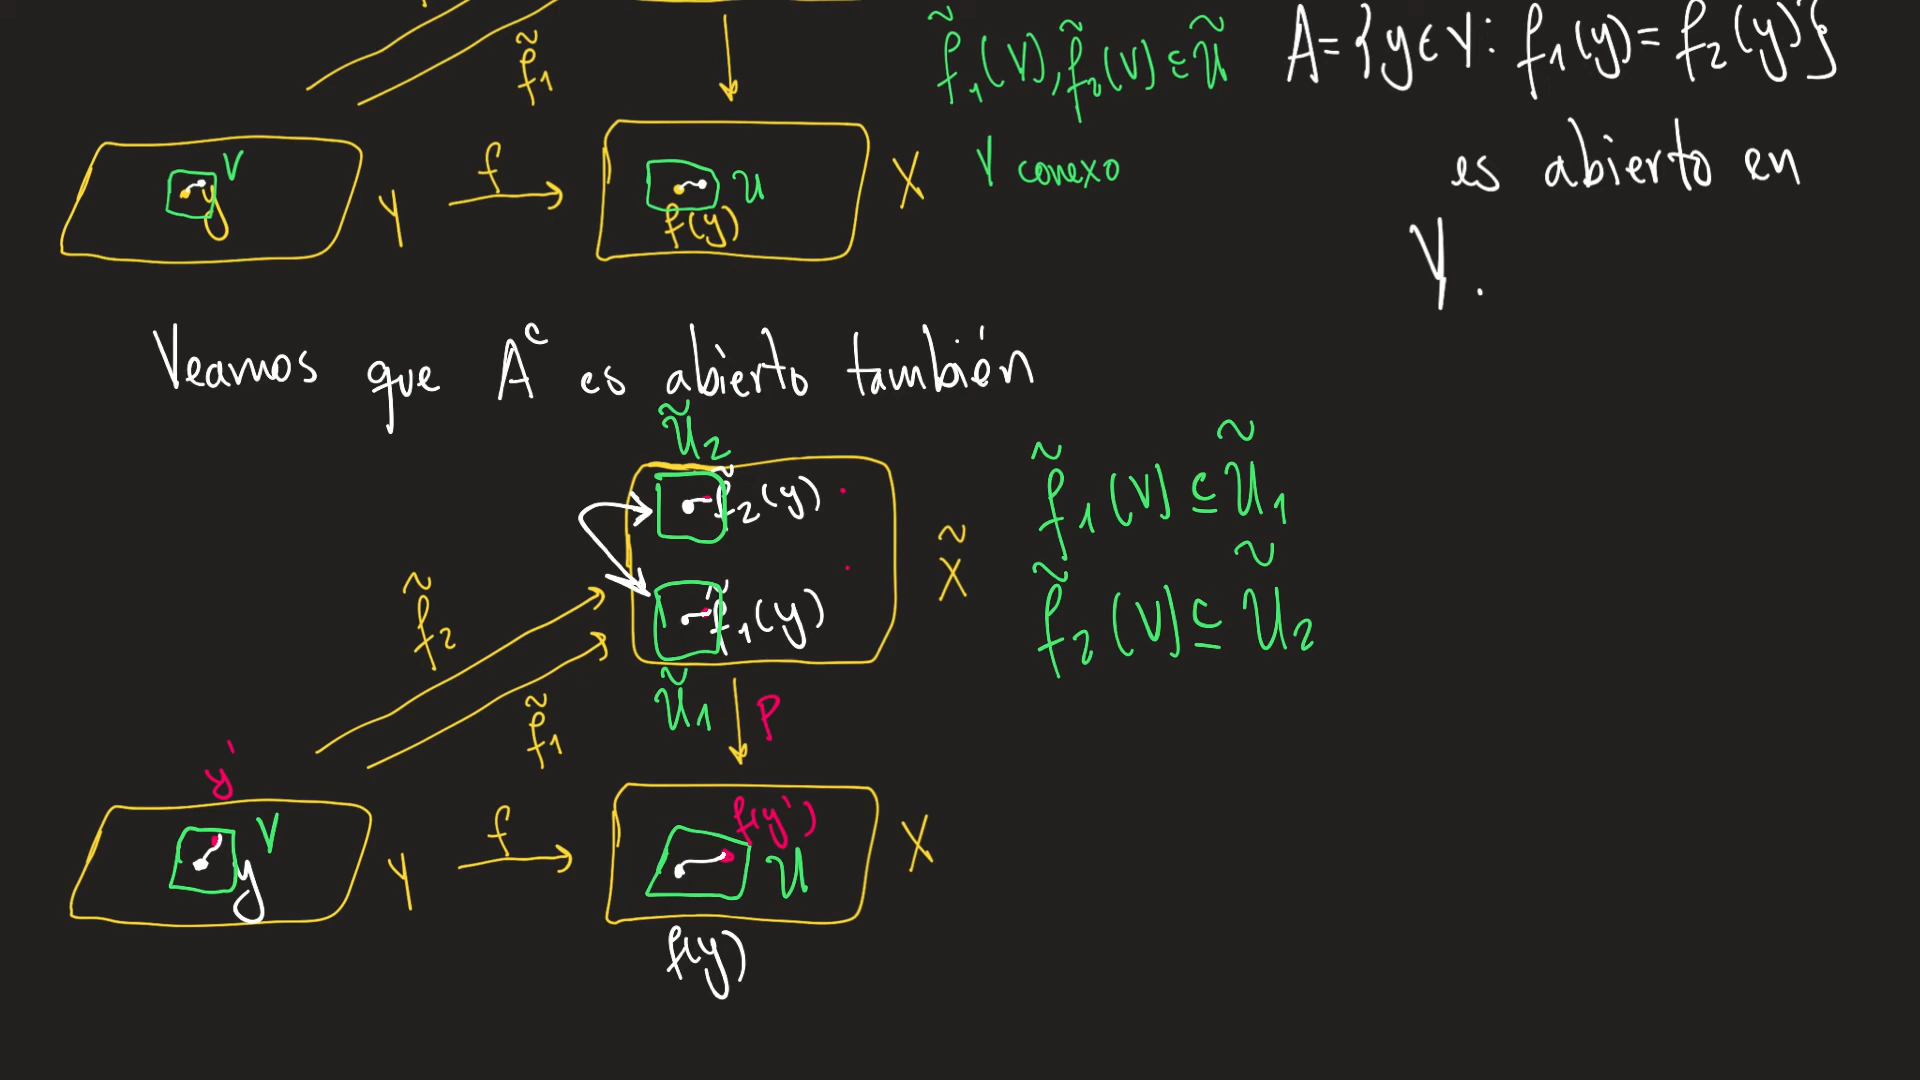 f̃₁
f̃₁(V), f̃₂(V) ∈ Ũ
A = {y ∈ Y : f₁(y) = f₂(y)}
V
y
Y
f
U
f(y)
X
Y conexo
es abierto en
Y.
Veamos que Aᶜ es abierto también
Ũ₂
f̃₂(y)
f̃₁(y)
Ũ₁
X̃
f̃₁(V) ⊆ Ũ₁
f̃₂(V) ⊆ Ũ₂
f̃₂
f̃₁
p
y'
V
y
Y
f
f(y')
U
X
f(y)